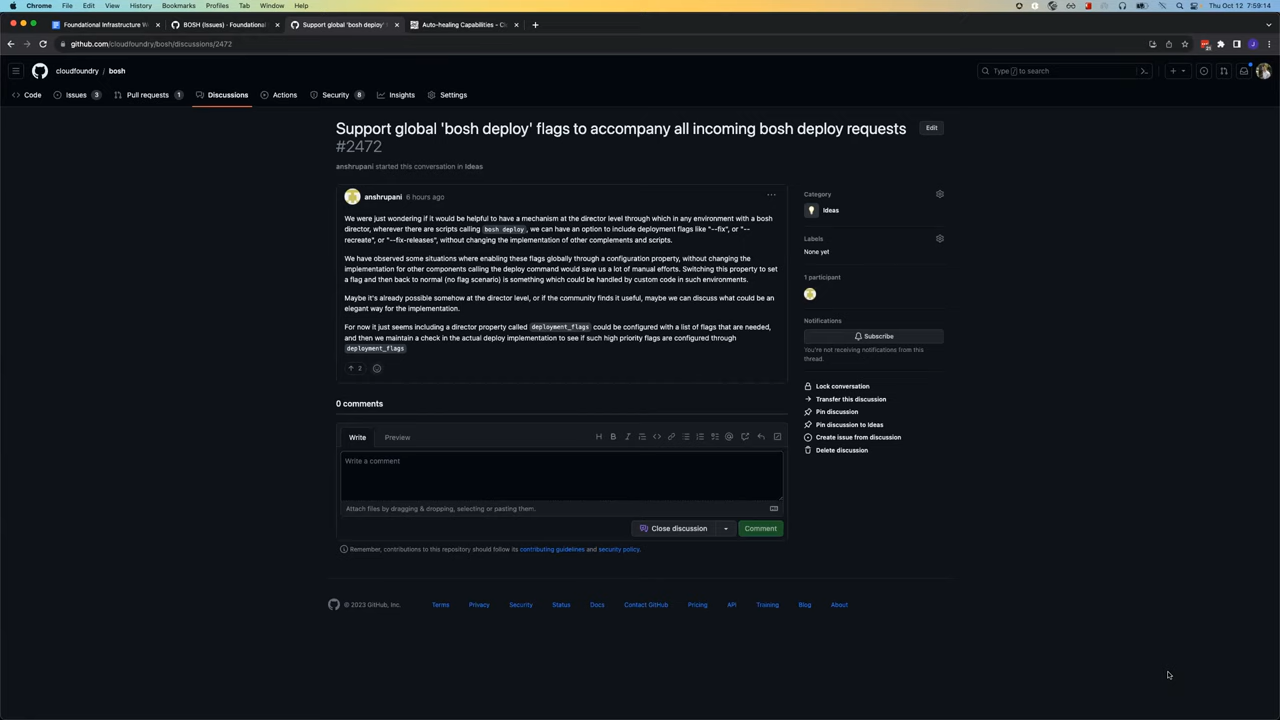 Chrome File Edit View History Bookmarks Profiles Tab Window Help Thu Oct 12 7:59:14
Foundational Infrastructure W BOSH (Issues) · Foundational Support global 'bosh deploy' Auto-healing Capabilities - C
github.com/cloudfoundry/bosh/discussions/2472
cloudfoundry / bosh Type / to search
Code Issues 3 Pull requests 1 Discussions Actions Security 8 Insights Settings
Support global 'bosh deploy' flags to accompany all incoming bosh deploy requests
#2472
Edit
anshrupani started this conversation in Ideas
anshrupani 6 hours ago
We were just wondering if it would be helpful to have a mechanism at the director level through which in any environment with a bosh
director, wherever there are scripts calling bosh deploy, we can have an option to include deployment flags like "--fix", or "--
recreate", or "--fix-releases", without changing the implementation of other complements and scripts.
We have observed some situations where enabling these flags globally through a configuration property, without changing the
implementation for other components calling the deploy command would save us a lot of manual efforts. Switching this property to set
a flag and then back to normal (no flag scenario) is something which could be handled by custom code in such environments.
Maybe it's already possible somehow at the director level, or if the community finds it useful, maybe we can discuss what could be an
elegant way for the implementation.
For now it just seems including a director property called deployment_flags could be configured with a list of flags that are needed,
and then we maintain a check in the actual deploy implementation to see if such high priority flags are configured through
deployment_flags
2
0 comments
Write Preview
Write a comment
Attach files by dragging & dropping, selecting or pasting them.
Close discussion Comment
Remember, contributions to this repository should follow its contributing guidelines and security policy.
Category
Ideas
Labels
None yet
1 participant
Notifications
Subscribe
You're not receiving notifications from this
thread.
Lock conversation
Transfer this discussion
Pin discussion
Pin discussion to Ideas
Create issue from discussion
Delete discussion
© 2023 GitHub, Inc. Terms Privacy Security Status Docs Contact GitHub Pricing API Training Blog About